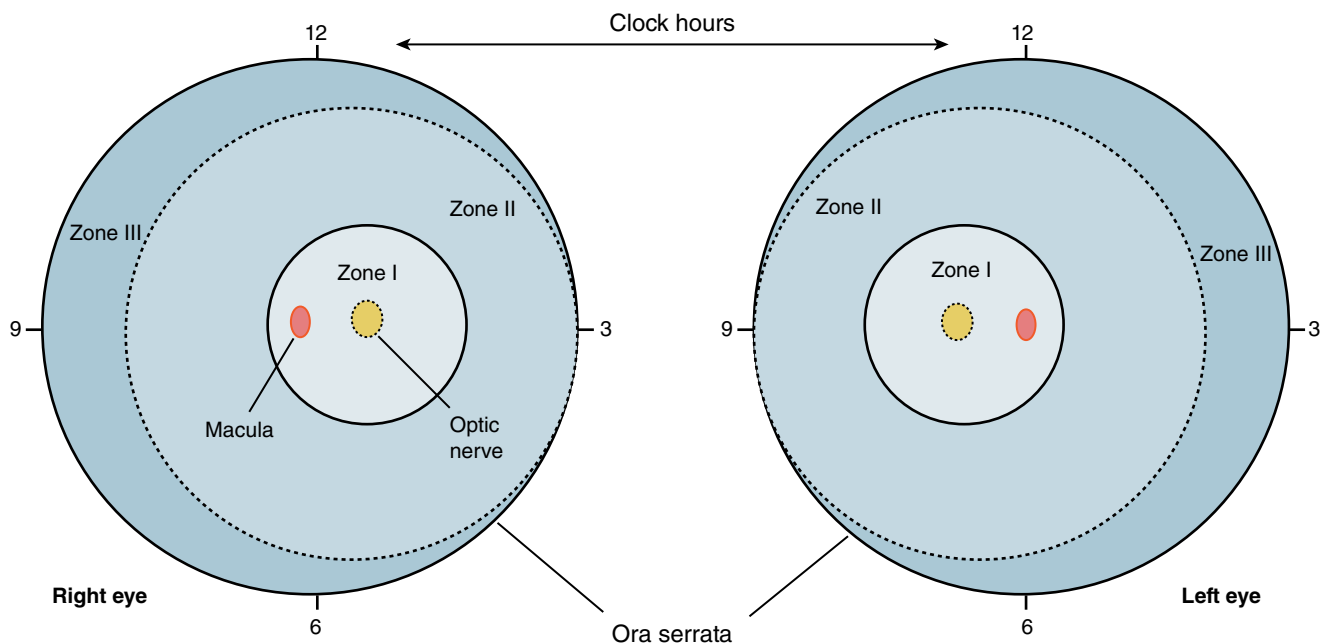 Clock hours
12
12
Zone II
Zone II
Zone III
Zone III
Zone I
Zone I
9
3
9
3
Macula
Optic
nerve
Right eye
Left eye
6
6
Ora serrata